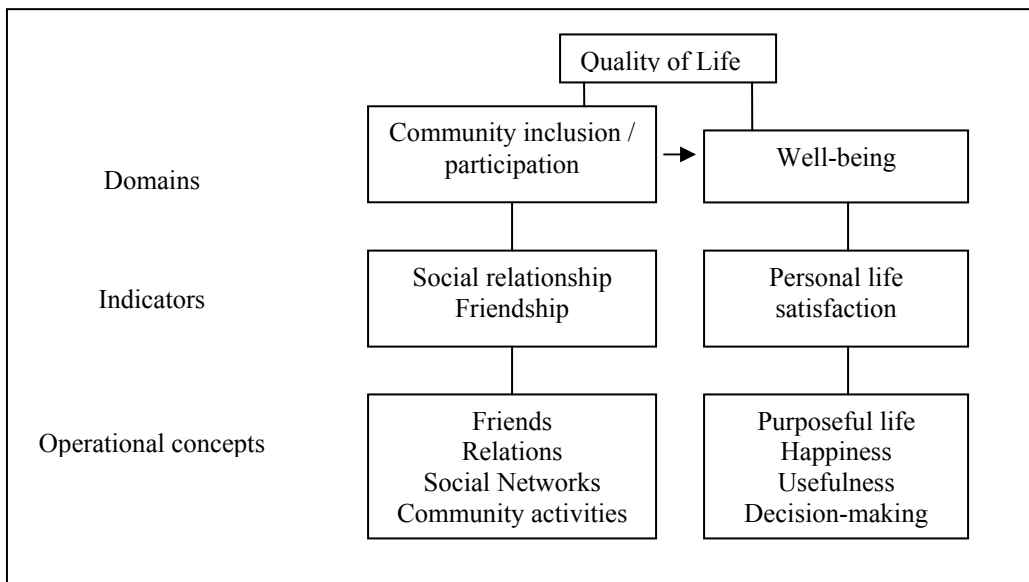 Quality of Life
Domains
Community inclusion /
participation
Well-being
Indicators
Social relationship
Friendship
Personal life
satisfaction
Operational concepts
Friends
Relations
Social Networks
Community activities
Purposeful life
Happiness
Usefulness
Decision-making